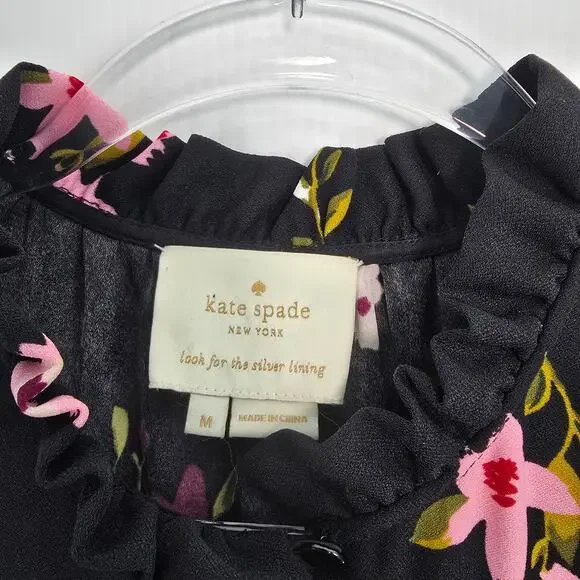 kate spade
NEW YORK
look for the silver lining
M
MADE IN CHINA